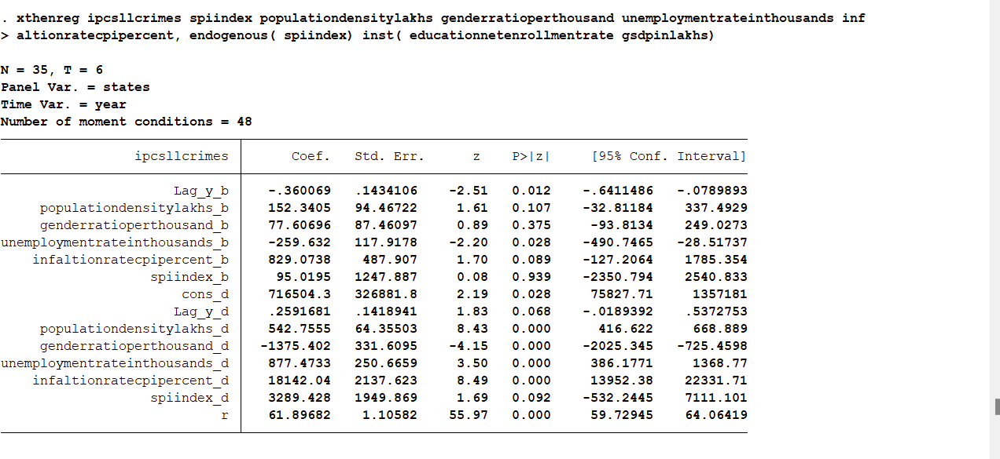 . xthenreg ipcsllcrimes spiindex populationdensitylakhs genderratioperthousand unemploymentrateinthousands inf
> altionratecpipercent, endogenous( spiindex) inst( educationnetenrollmentrate gsdpinlakhs)
N = 35, T = 6
Panel Var. = states
Time Var. = year
Number of moment conditions = 48
ipcsllcrimes Coef. Std. Err. z P>|z| [95% Conf. Interval]
Lag_y_b -.360069 .1434106 -2.51 0.012 -.6411486 -.0789893
populationdensitylakhs_b 152.3405 94.46722 1.61 0.107 -32.81184 337.4929
genderratioperthousand_b 77.60696 87.46097 0.89 0.375 -93.8134 249.0273
unemploymentrateinthousands_b -259.632 117.9178 -2.20 0.028 -490.7465 -28.51737
infaltionratecpipercent_b 829.0738 487.907 1.70 0.089 -127.2064 1785.354
spiindex_b 95.0195 1247.887 0.08 0.939 -2350.794 2540.833
cons_d 716504.3 326881.8 2.19 0.028 75827.71 1357181
Lag_y_d .2591681 .1418941 1.83 0.068 -.0189392 .5372753
populationdensitylakhs_d 542.7555 64.35503 8.43 0.000 416.622 668.889
genderratioperthousand_d -1375.402 331.6095 -4.15 0.000 -2025.345 -725.4598
unemploymentrateinthousands_d 877.4733 250.6659 3.50 0.000 386.1771 1368.77
infaltionratecpipercent_d 18142.04 2137.623 8.49 0.000 13952.38 22331.71
spiindex_d 3289.428 1949.869 1.69 0.092 -532.2445 7111.101
r 61.89682 1.10582 55.97 0.000 59.72945 64.06419